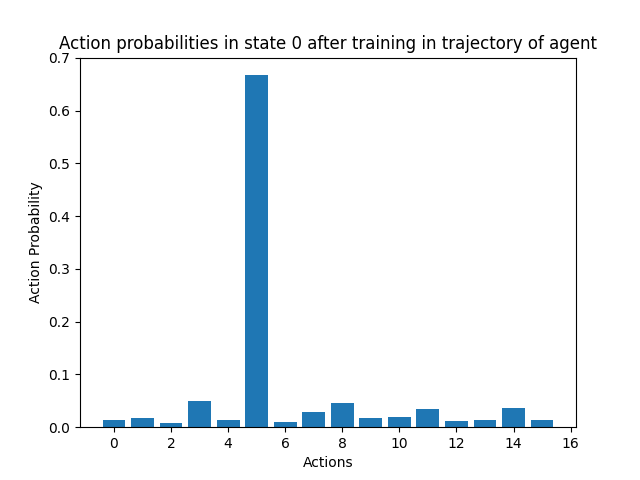 Action probabilities in state 0 after training in trajectory of agent
0.7
0.6
0.5
0.4
0.3
0.2
0.1
0.0
Action Probability
0 2 4 6 8 10 12 14 16
Actions